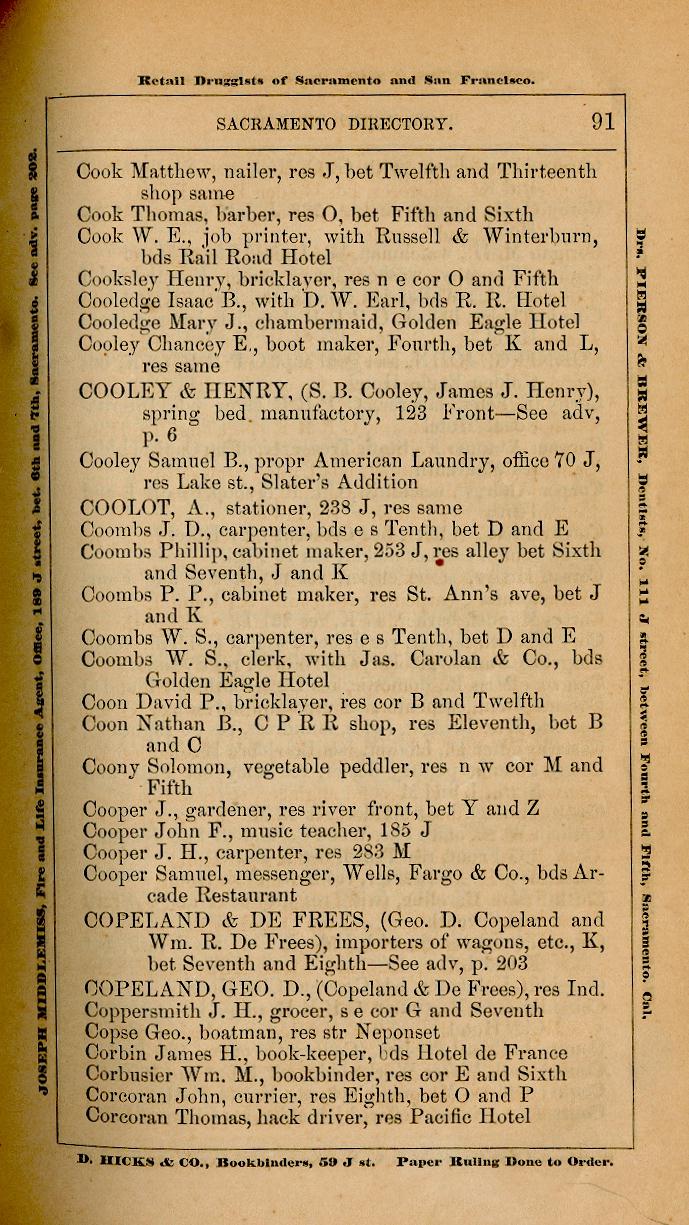 Retail Druggists of Sacramento and San Francisco.
SACRAMENTO DIRECTORY. 91
Cook Matthew, nailer, res J, bet Twelfth and Thirteenth
shop same
Cook Thomas, barber, res O, bet Fifth and Sixth
Cook W. E., job printer, with Russell & Winterburn,
bds Rail Road Hotel
Cooksley Henry, bricklayer, res n e cor O and Fifth
Cooledge Isaac B., with D. W. Earl, bds R. R. Hotel
Cooledge Mary J., chambermaid, Golden Eagle Hotel
Cooley Chancey E., boot maker, Fourth, bet K and L,
res same
COOLEY & HENRY, (S. B. Cooley, James J. Henry),
spring bed manufactory, 123 Front—See adv,
p. 6
Cooley Samuel B., propr American Laundry, office 70 J,
res Lake st., Slater's Addition
COOLOT, A., stationer, 238 J, res same
Coombs J. D., carpenter, bds e s Tenth, bet D and E
Coombs Phillip, cabinet maker, 253 J, res alley bet Sixth
and Seventh, J and K
Coombs P. P., cabinet maker, res St. Ann's ave, bet J
and K
Coombs W. S., carpenter, res e s Tenth, bet D and E
Coombs W. S., clerk, with Jas. Carolan & Co., bds
Golden Eagle Hotel
Coon David P., bricklayer, res cor B and Twelfth
Coon Nathan B., C P R R shop, res Eleventh, bet B
and C
Coony Solomon, vegetable peddler, res n w cor M and
Fifth
Cooper J., gardener, res river front, bet Y and Z
Cooper John F., music teacher, 185 J
Cooper J. H., carpenter, res 283 M
Cooper Samuel, messenger, Wells, Fargo & Co., bds Ar-
cade Restaurant
COPELAND & DE FREES, (Geo. D. Copeland and
Wm. R. De Frees), importers of wagons, etc., K,
bet Seventh and Eighth—See adv, p. 203
COPELAND, GEO. D., (Copeland & De Frees), res Ind.
Coppersmith J. H., grocer, s e cor G and Seventh
Copse Geo., boatman, res str Neponset
Corbin James H., book-keeper, bds Hotel de France
Corbusier Wm. M., bookbinder, res cor E and Sixth
Corcoran John, currier, res Eighth, bet O and P
Corcoran Thomas, hack driver, res Pacific Hotel
D. HICKS & CO., Bookbinders, 59 J st. Paper Ruling Done to Order.
JOSEPH MIDDLEMISS, Fire and Life Insurance Agent, Office, 189 J street, bet. 6th and 7th, Sacramento. See adv. page 202.
Drs. PIERSON & BREWER, Dentists, No. 111 J street, between Fourth and Fifth, Sacramento. Cal.